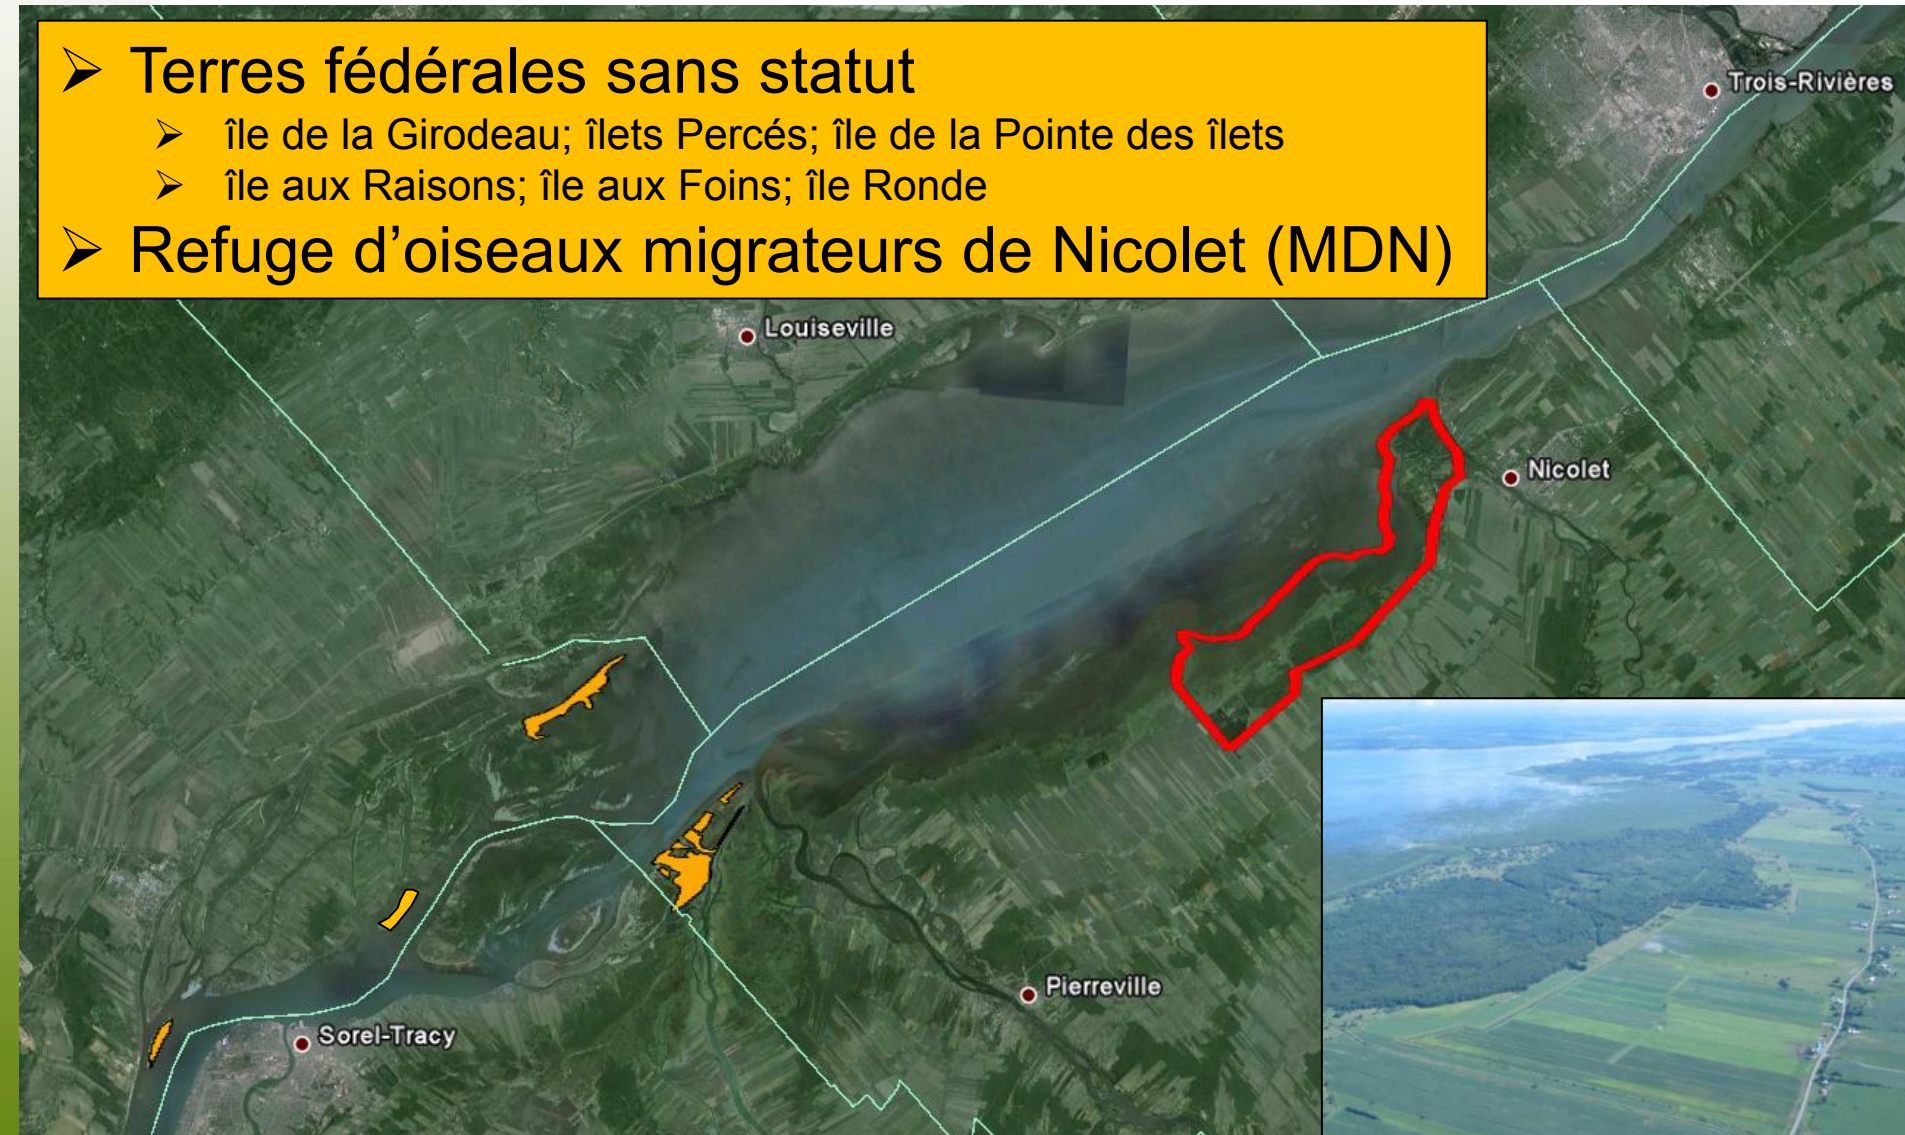 Terres fédérales sans statut
île de la Girodeau; îlets Percés; île de la Pointe des îlets
île aux Raisons; île aux Foins; île Ronde
Refuge d’oiseaux migrateurs de Nicolet (MDN)
Trois-Rivières
Louiseville
Nicolet
Pierreville
Sorel-Tracy